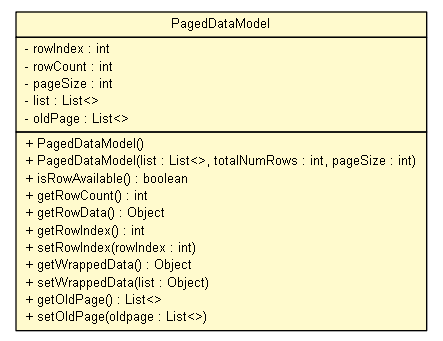 PagedDataModel
- rowIndex : int
- rowCount : int
- pageSize : int
- list : List<>
- oldPage : List<>
+ PagedDataModel()
+ PagedDataModel(list : List<>, totalNumRows : int, pageSize : int)
+ isRowAvailable() : boolean
+ getRowCount() : int
+ getRowData() : Object
+ getRowIndex() : int
+ setRowIndex(rowIndex : int)
+ getWrappedData() : Object
+ setWrappedData(list : Object)
+ getOldPage() : List<>
+ setOldPage(oldpage : List<>)